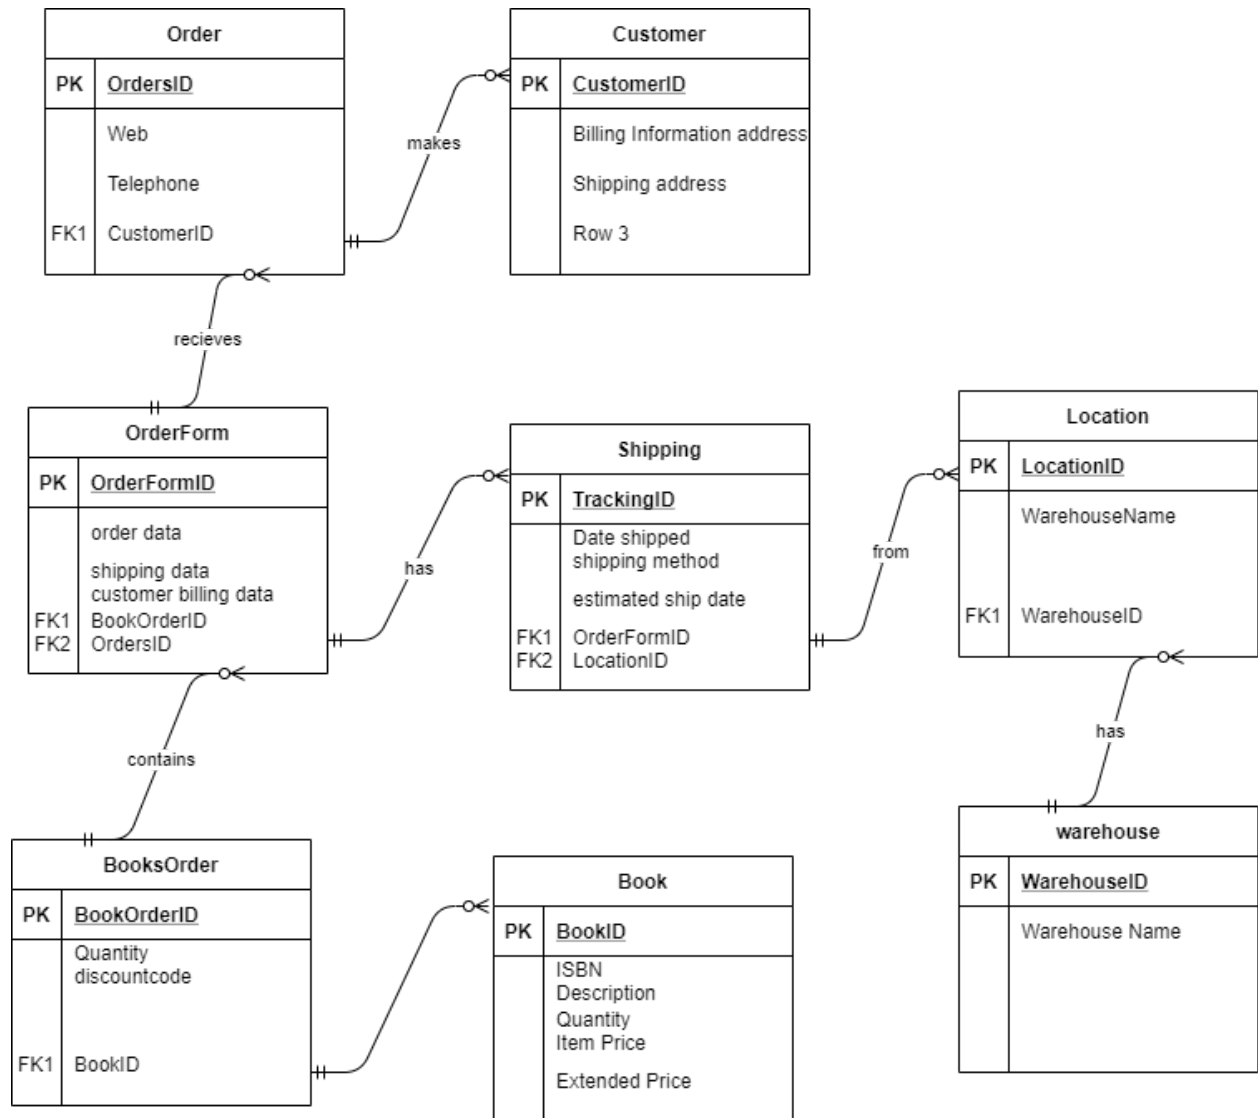 Order
PK OrdersID
Web
Telephone
FK1 CustomerID
makes
Customer
PK CustomerID
Billing Information address
Shipping address
Row 3
recieves
OrderForm
PK OrderFormID
order data
shipping data
customer billing data
FK1 BookOrderID
FK2 OrdersID
has
Shipping
PK TrackingID
Date shipped
shipping method
estimated ship date
FK1 OrderFormID
FK2 LocationID
from
Location
PK LocationID
WarehouseName
FK1 WarehouseID
has
contains
BooksOrder
PK BookOrderID
Quantity
discountcode
FK1 BookID
Book
PK BookID
ISBN
Description
Quantity
Item Price
Extended Price
warehouse
PK WarehouseID
Warehouse Name